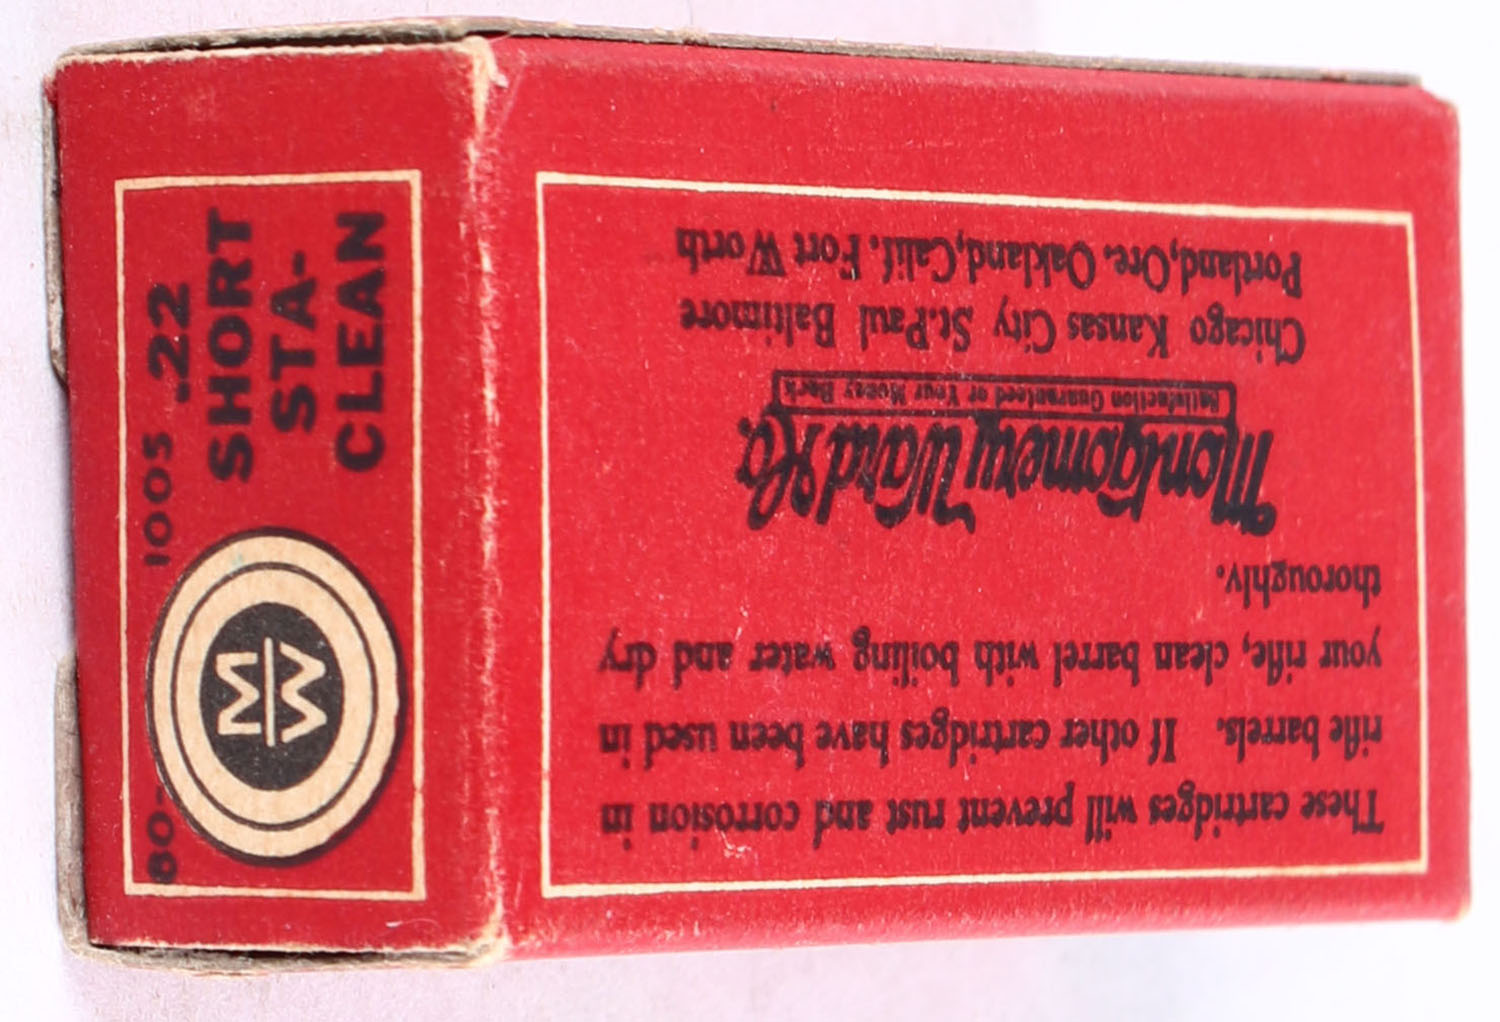 These cartridges will prevent rust and corrosion in
rifle barrels. If other cartridges have been used in
your rifle, clean barrel with boiling water and dry
thoroughly.
Montgomery Ward & Co.
Satisfaction Guaranteed or Your Money Back
Chicago Kansas City St.Paul Baltimore
Portland,Ore. Oakland,Calif. Fort Worth
80- 1005 .22
SHORT
STA-
CLEAN
M
W